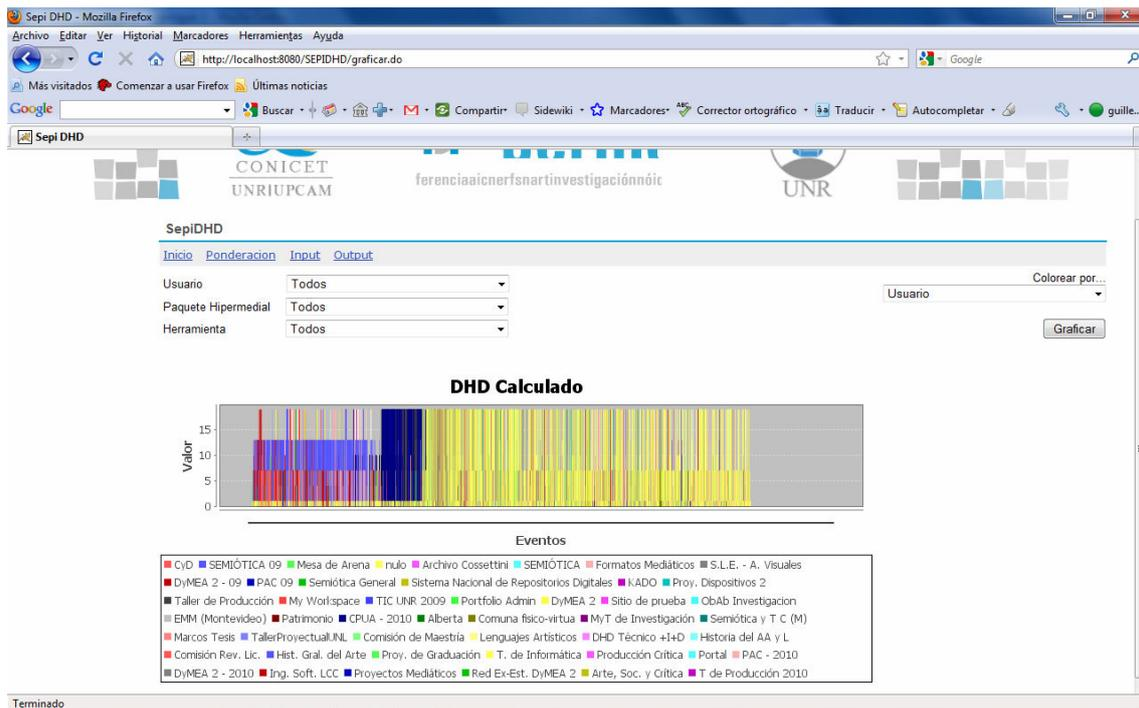 Sepi DHD - Mozilla Firefox
Archivo Editar Ver Historial Marcadores Herramientas Ayuda
http://localhost:8080/SEPIDHD/graficar.do
Google
Más visitados Comenzar a usar Firefox Últimas noticias
Google Buscar Compartir Sidewiki Marcadores Corrector ortográfico Traducir Autocompletar guille...
Sepi DHD
CONICET
UNRIUPCAM
ferenciaaicnerfsnartinvestigaciónnóic
UNR
SepiDHD
Inicio Ponderacion Input Output
Usuario Todos
Colorear por...
Usuario
Paquete Hipermedial Todos
Herramienta Todos
Graficar
DHD Calculado
Valor
15
10
5
0
Eventos
CyD SEMIÓTICA 09 Mesa de Arena nulo Archivo Cossettini SEMIÓTICA Formatos Mediáticos S.L.E. - A. Visuales
DyMEA 2 - 09 PAC 09 Semiótica General Sistema Nacional de Repositorios Digitales KADO Proy. Dispositivos 2
Taller de Producción My Workspace TIC UNR 2009 Portfolio Admin DyMEA 2 Sitio de prueba ObAb Investigacion
EMM (Montevideo) Patrimonio CPUA - 2010 Alberta Comuna físico-virtua MyT de Investigación Semiótica y T C (M)
Marcos Tesis TallerProyectualUNL Comisión de Maestría Lenguajes Artísticos DHD Técnico +I+D Historia del AA y L
Comisión Rev. Lic. Hist. Gral. del Arte Proy. de Graduación T. de Informática Producción Crítica Portal PAC - 2010
DyMEA 2 - 2010 Ing. Soft. LCC Proyectos Mediáticos Red Ex-Est. DyMEA 2 Arte, Soc. y Crítica T de Producción 2010
Terminado